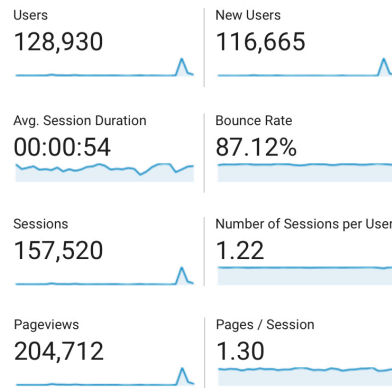 Users
128,930
New Users
116,665
Avg. Session Duration
00:00:54
Bounce Rate
87.12%
Sessions
157,520
Number of Sessions per User
1.22
Pageviews
204,712
Pages / Session
1.30